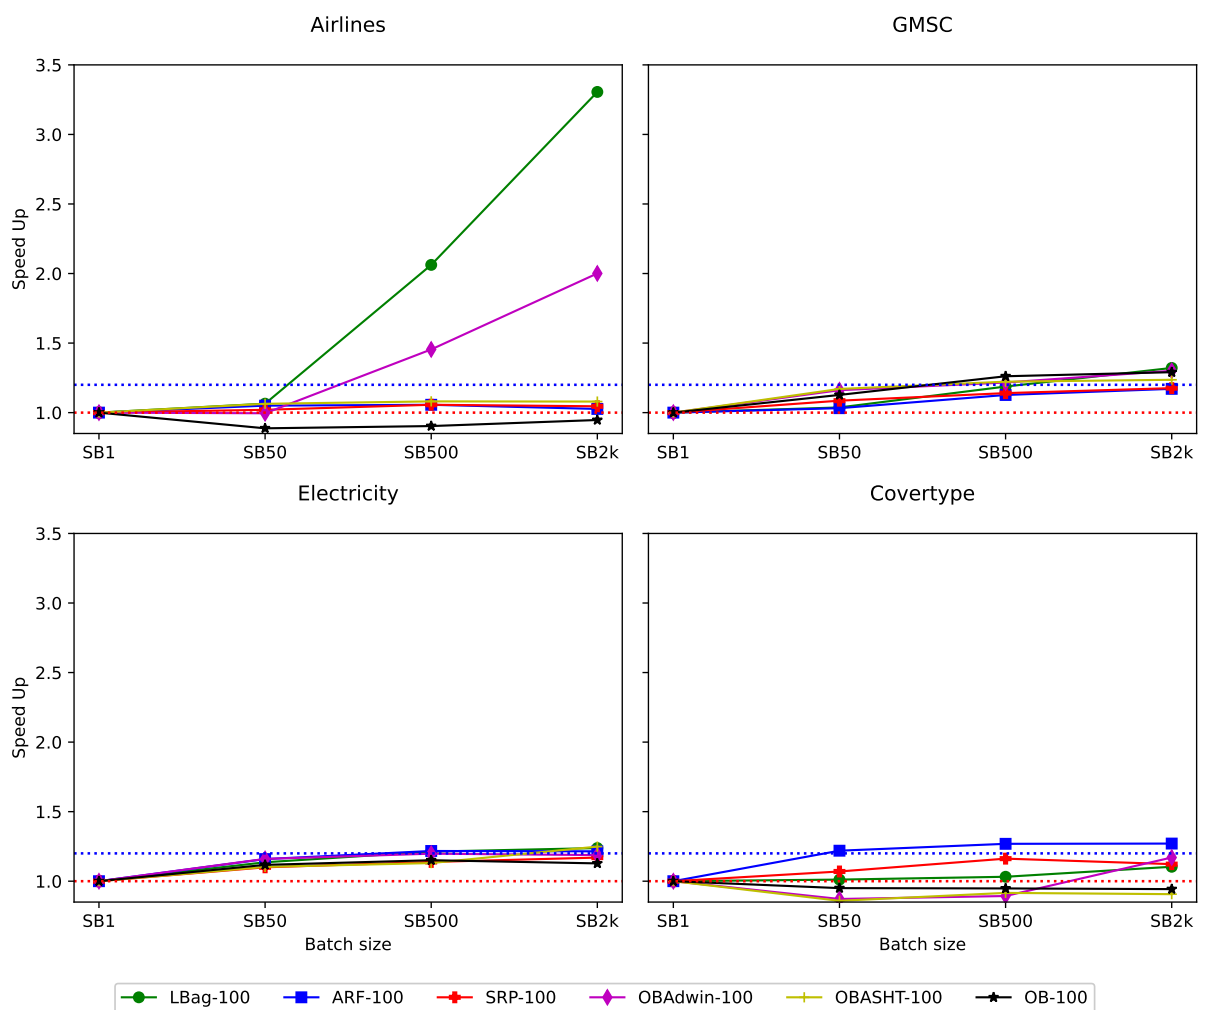 Airlines
GMSC
3.5
3.0
2.5
2.0
1.5
1.0
Speed Up
SB1 SB50 SB500 SB2k
SB1 SB50 SB500 SB2k
Electricity
Covertype
3.5
3.0
2.5
2.0
1.5
1.0
Speed Up
SB1 SB50 SB500 SB2k
SB1 SB50 SB500 SB2k
Batch size
Batch size
LBag-100 ARF-100 SRP-100 OBAdwin-100 OBASHT-100 OB-100